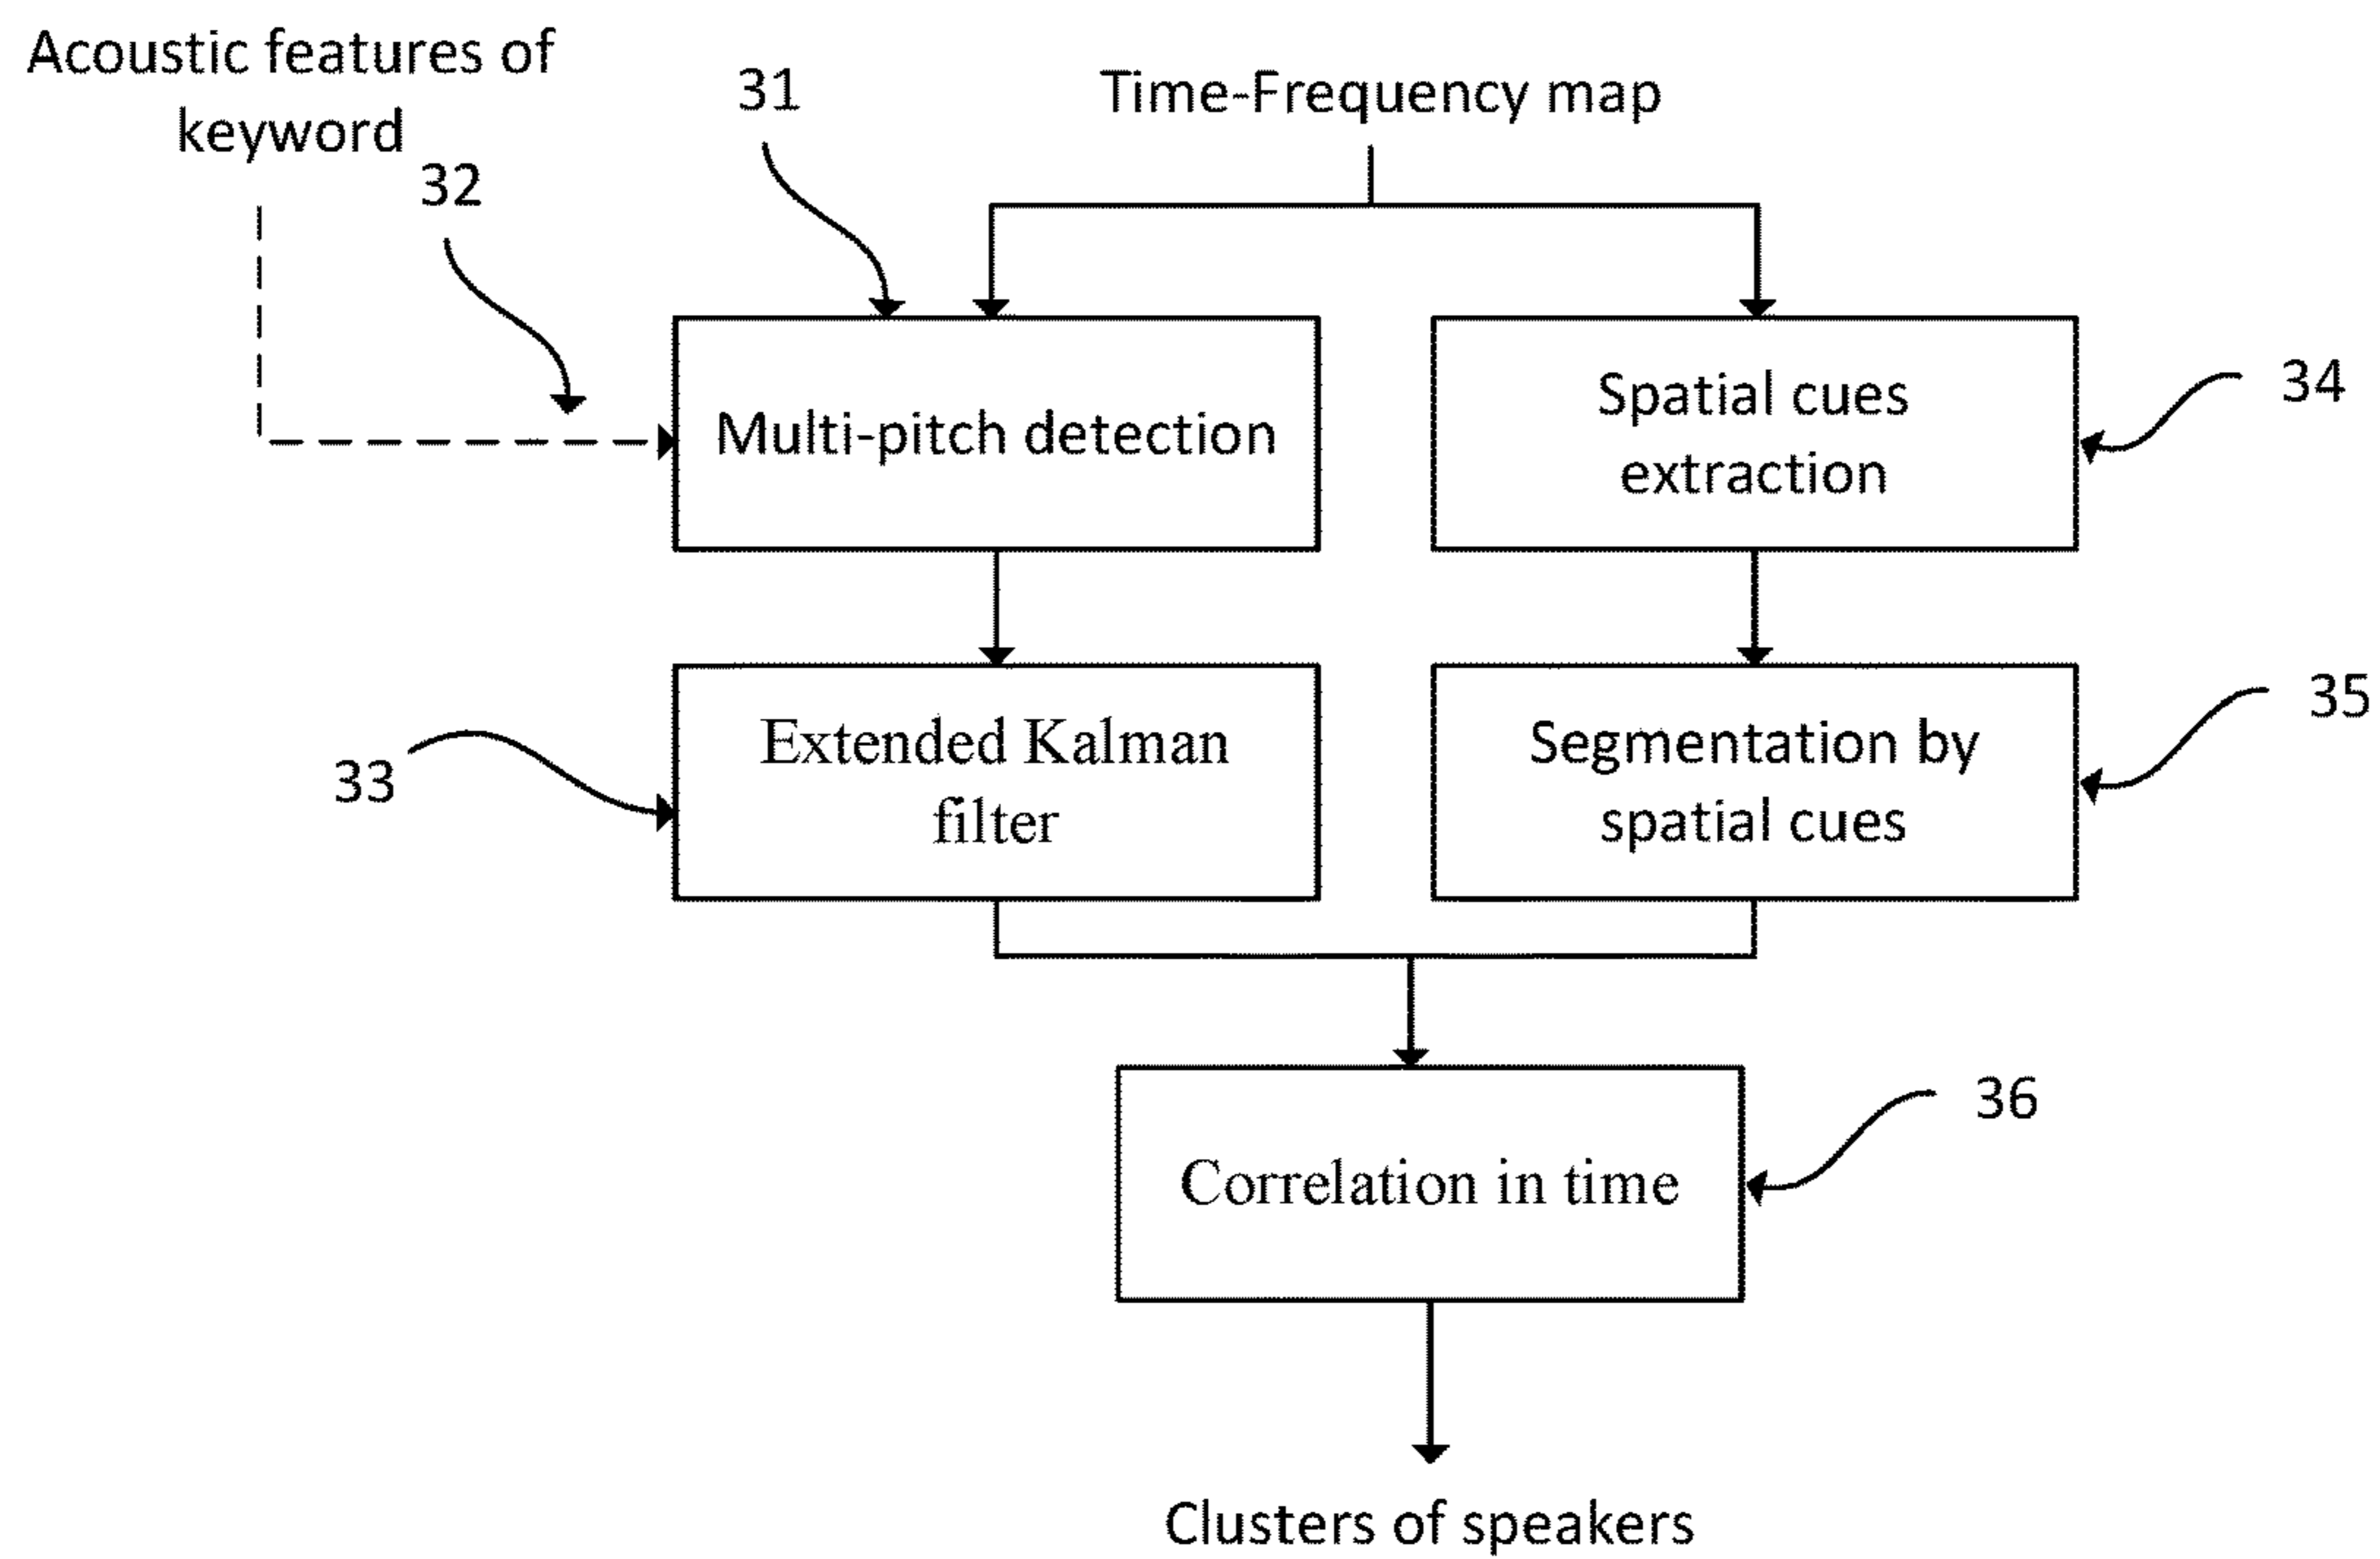 Acoustic features of
keyword
32
31
Time-Frequency map
Multi-pitch detection
Spatial cues
extraction
34
33
Extended Kalman
filter
Segmentation by
spatial cues
35
Correlation in time
36
Clusters of speakers